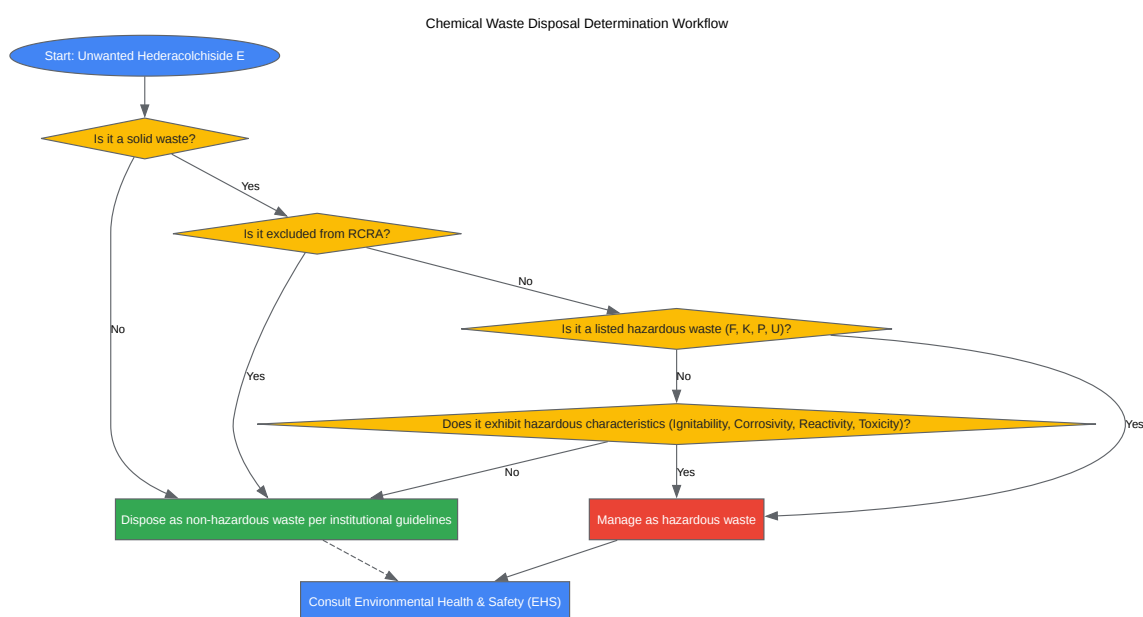 Chemical Waste Disposal Determination Workflow
Start: Unwanted Hederacolchiside E
Is it a solid waste?
Yes
Is it excluded from RCRA?
No
Is it a listed hazardous waste (F, K, P, U)?
No
Yes
No
Does it exhibit hazardous characteristics (Ignitability, Corrosivity, Reactivity, Toxicity)?
Yes
No
Yes
Dispose as non-hazardous waste per institutional guidelines
Manage as hazardous waste
Consult Environmental Health & Safety (EHS)